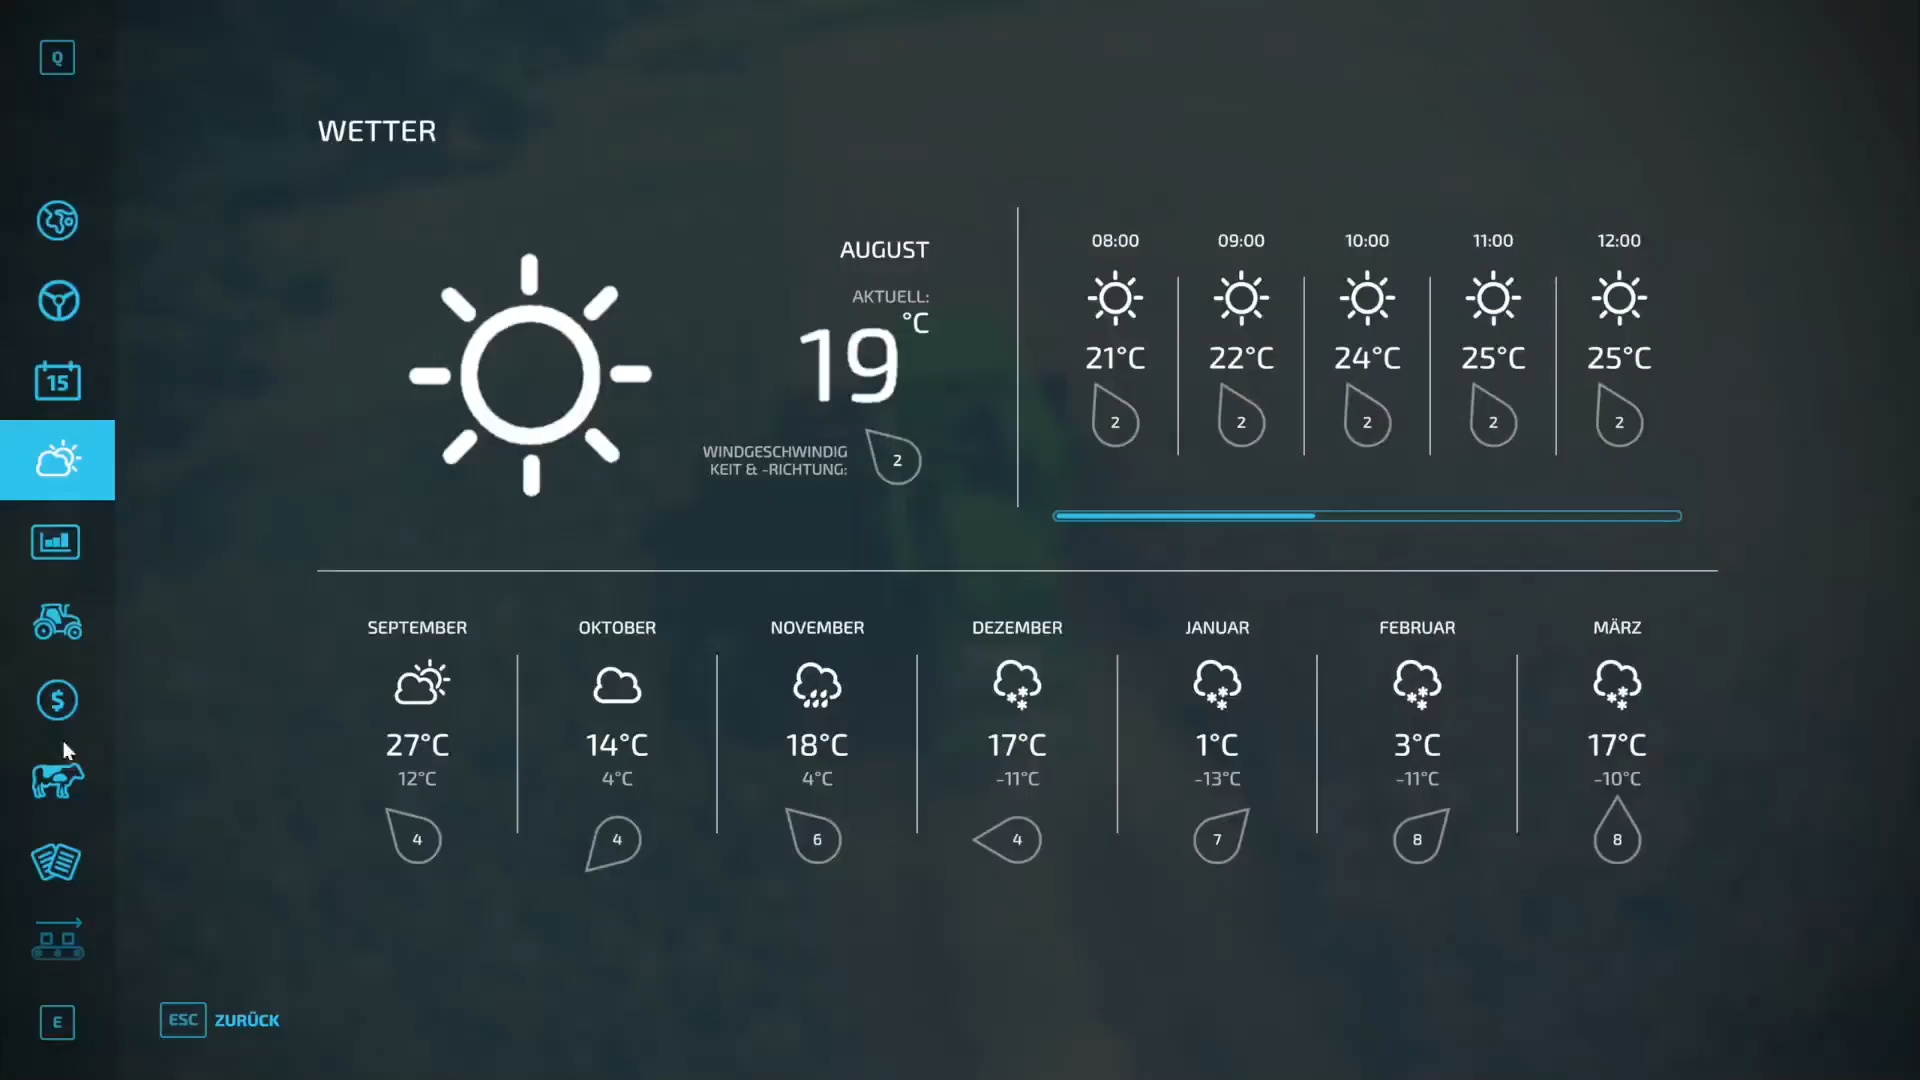 Q
WETTER
AUGUST
AKTUELL:
19 °C
WINDGESCHWINDIG
KEIT & -RICHTUNG:
2
08:00 09:00 10:00 11:00 12:00
21°C 22°C 24°C 25°C 25°C
2 2 2 2 2
15
$
SEPTEMBER OKTOBER NOVEMBER DEZEMBER JANUAR FEBRUAR MÄRZ
27°C 14°C 18°C 17°C 1°C 3°C 17°C
12°C 4°C 4°C -11°C -13°C -11°C -10°C
4 4 6 4 7 8 8
E
ESC ZURÜCK